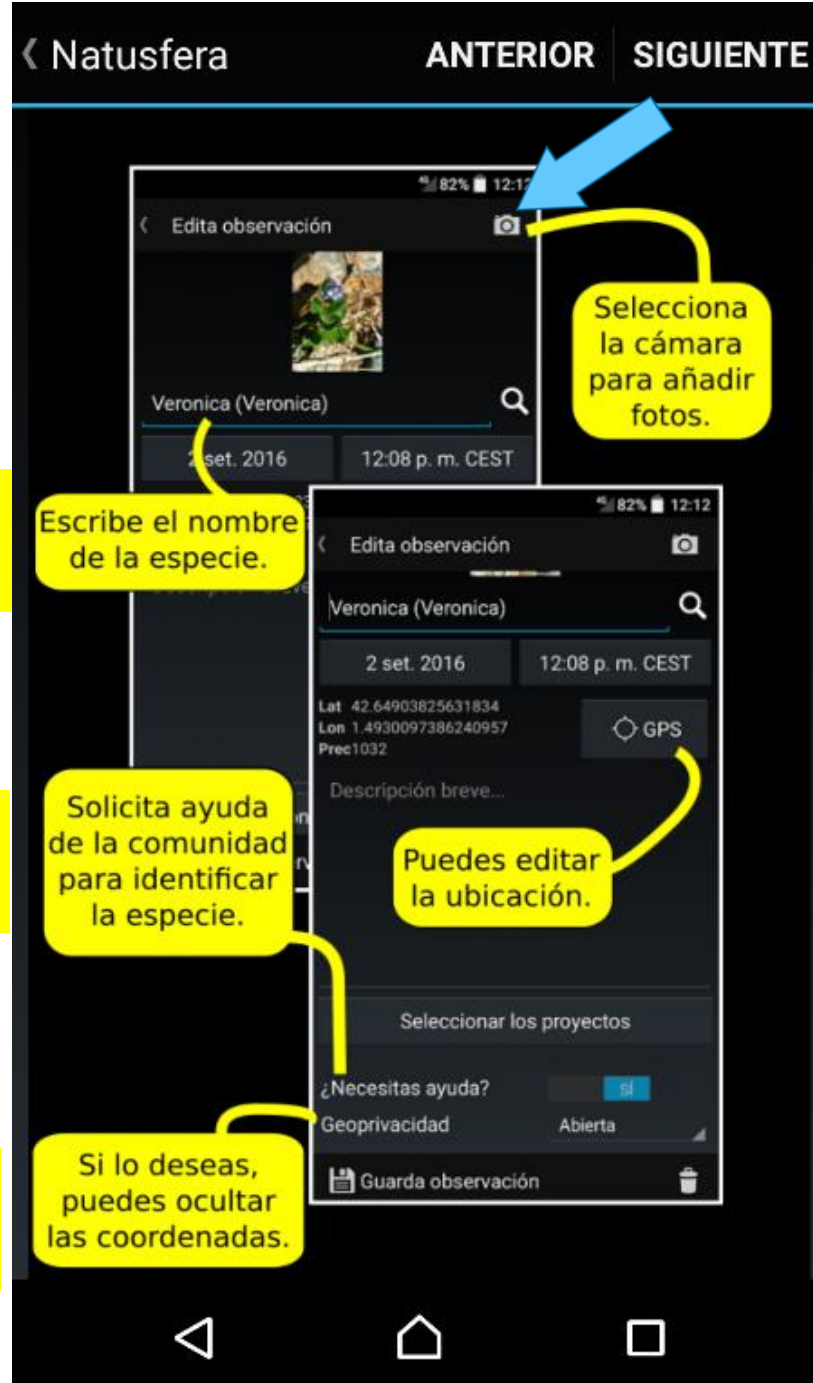 Natusfera
ANTERIOR
SIGUIENTE
82% 12:12
Edita observación
Selecciona
la cámara
para añadir
fotos.
Veronica (Veronica)
2 set. 2016
12:08 p. m. CEST
Escribe el nombre
de la especie.
82% 12:12
Edita observación
Veronica (Veronica)
2 set. 2016
12:08 p. m. CEST
Lat 42.64903825631834
Lon 1.4930097386240957
Prec1032
GPS
Descripción breve...
Solicita ayuda
de la comunidad
para identificar
la especie.
Puedes editar
la ubicación.
Seleccionar los proyectos
¿Necesitas ayuda?
SÍ
Geoprivacidad
Abierta
Si lo deseas,
puedes ocultar
las coordenadas.
Guarda observación